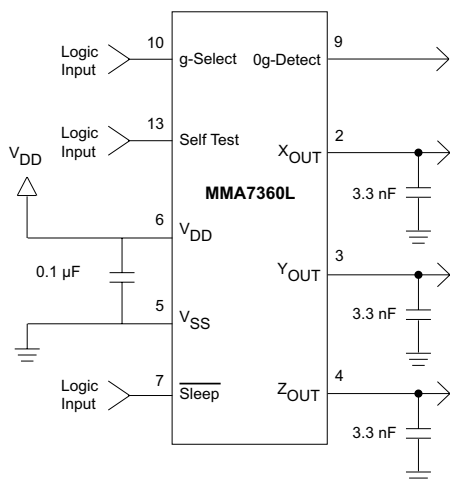 Logic
Input
10
g-Select
0g-Detect
9
Logic
Input
13
Self Test
2
XOUT
3.3 nF
VDD
MMA7360L
6
VDD
3
YOUT
0.1 µF
5
VSS
3.3 nF
Logic
Input
7
Sleep
4
ZOUT
3.3 nF